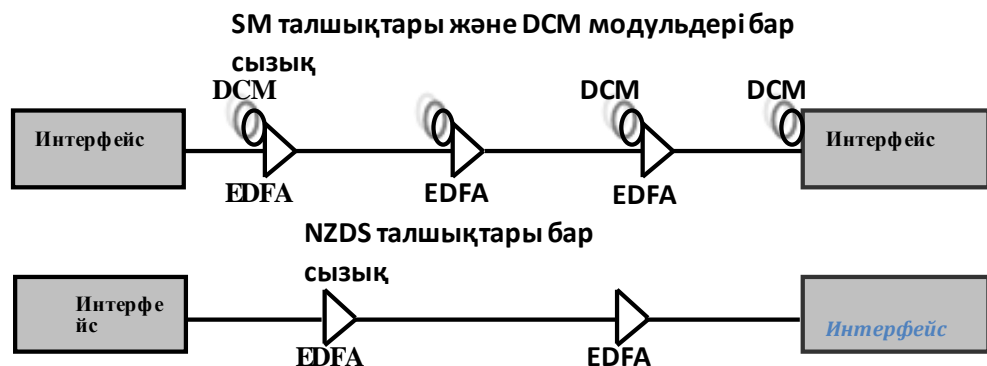 SM талшықтары және DCM модульдері бар
сызық
DCM
DCM
DCM
Интерфейс
Интерфейс
EDFA
EDFA
EDFA
NZDS талшықтары бар
сызық
Интерфе
йс
Интерфейс
EDFA
EDFA